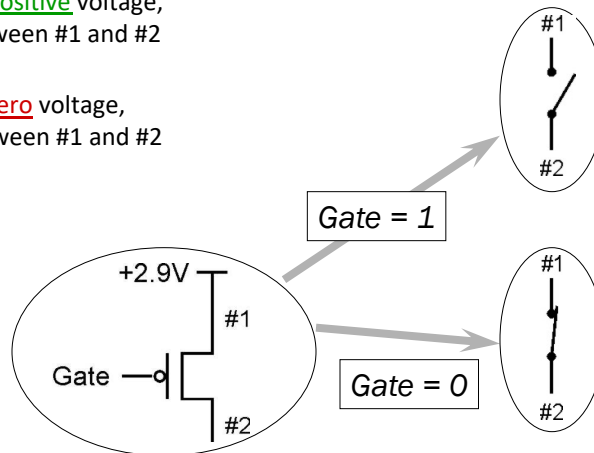 positive voltage,
ween #1 and #2
ero voltage,
ween #1 and #2
#1
#2
Gate = 1
+2.9V
#1
Gate
#2
Gate = 0
#1
#2